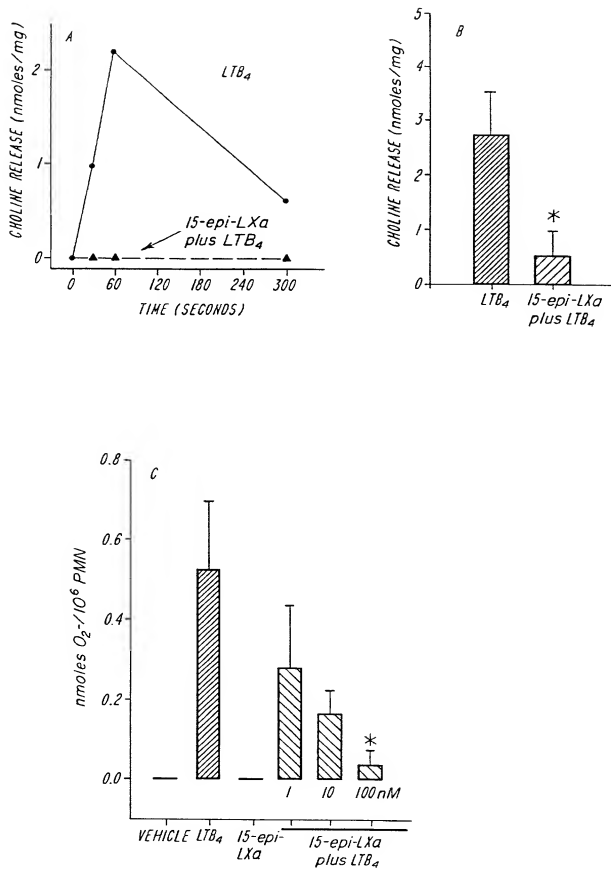 A
CHOLINE RELEASE (nmoles/mg)
2
1
0
LTB₄
15-epi-LXa
plus LTB₄
0 60 120 180 240 300
TIME (SECONDS)
B
CHOLINE RELEASE (nmoles/mg)
5
4
3
2
1
0
*
LTB₄
15-epi-LXa
plus LTB₄
C
nmoles O₂-/10⁶ PMN
0.8
0.6
0.4
0.2
0.0
*
1 10 100nM
VEHICLE LTB₄ 15-epi-
LXa
15-epi-LXa
plus LTB₄